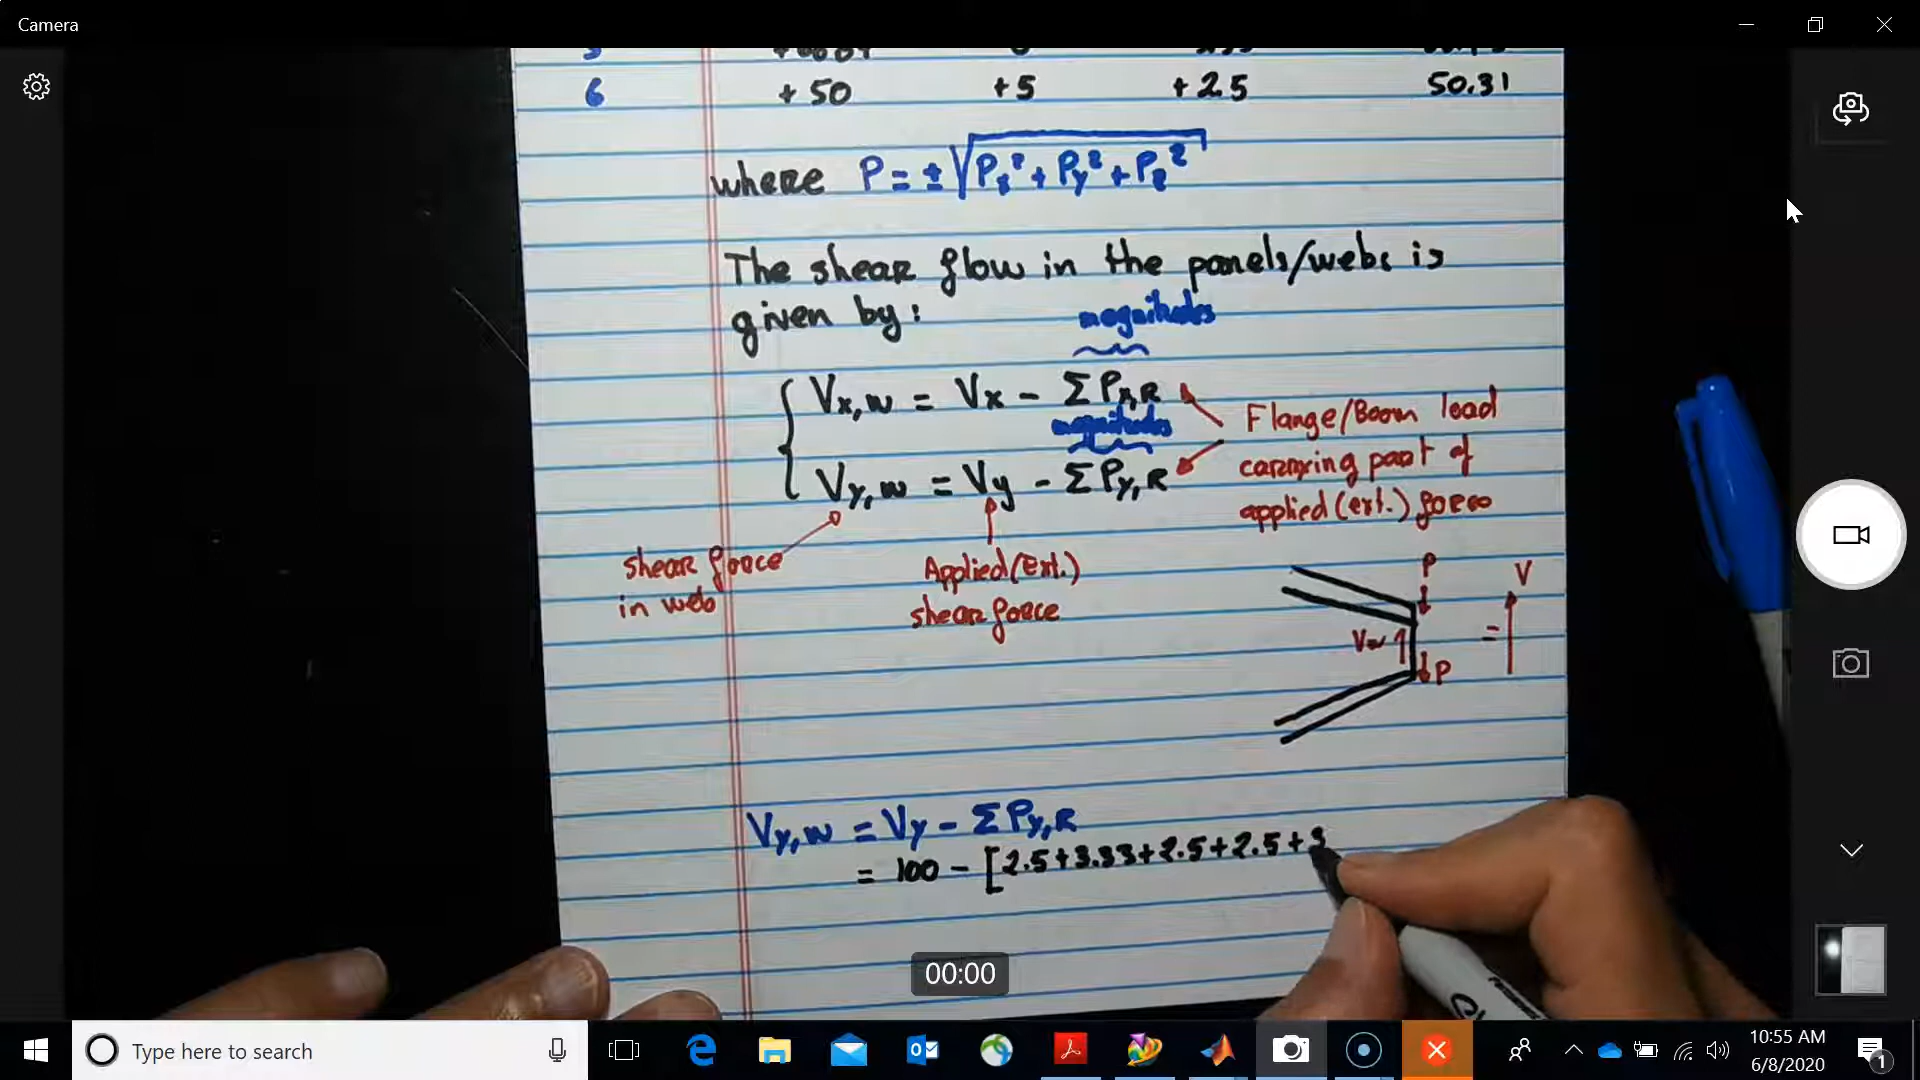 Camera
6 +50 +5 +2.5 50.31
where P = ± √Px² + Py² + Pz²
The shear flow in the panels/webs is
given by:
magnitudes
Vx,w = Vx - ΣPx,R
magnitudes
Vy,w = Vy - ΣPy,R
Flange/Boom load
carrying part of
applied (ext.) force
shear force
in web
Applied (Ext.)
shear force
P
V
Vw
=
P
Vy,w = Vy - ΣPy,R
= 100 - [2.5+3.33+2.5+2.5+3
00:00
Type here to search
10:55 AM
6/8/2020
1